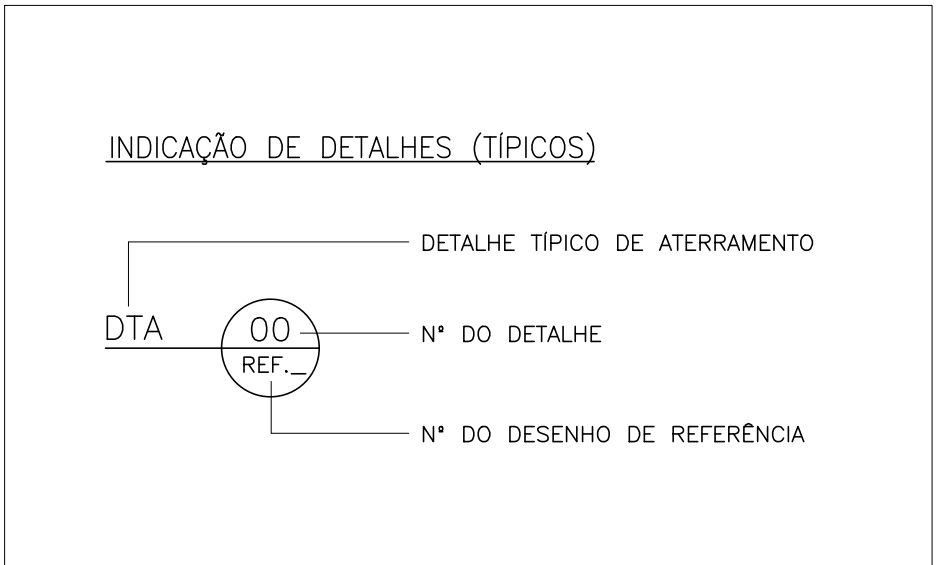 INDICAÇÃO DE DETALHES (TÍPICOS)
DETALHE TÍPICO DE ATERRAMENTO
DTA
00
Nº DO DETALHE
REF._
Nº DO DESENHO DE REFERÊNCIA